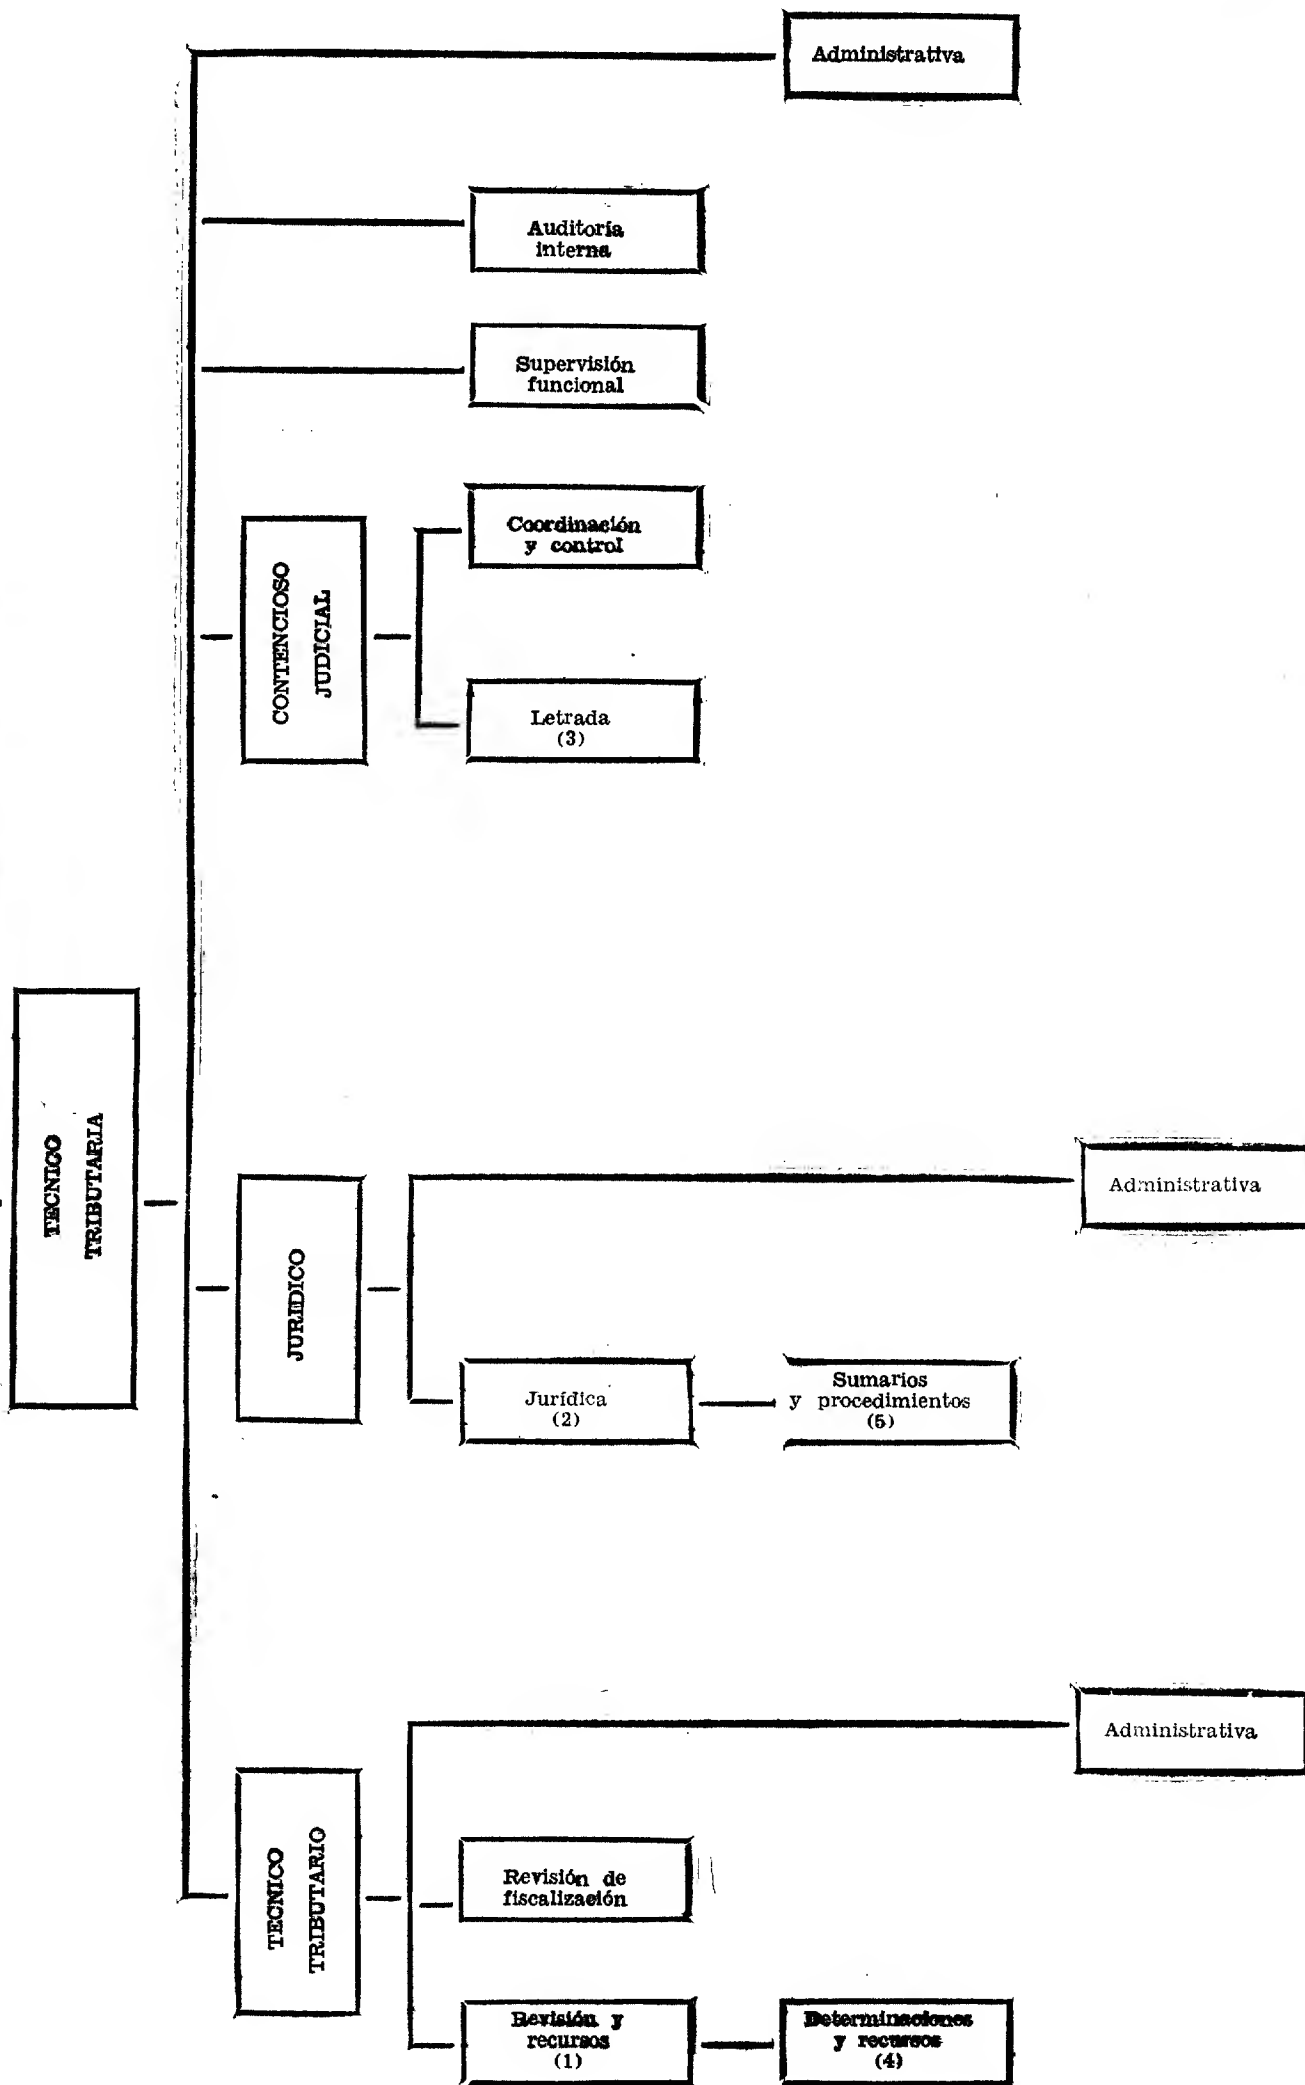 Administrativa
Auditoría
interna
Supervisión
funcional
Coordinación
y control
CONTENCIOSO
JUDICIAL
Letrada
(3)
TECNICO
TRIBUTARIA
Administrativa
JURIDICO
Jurídica
(2)
Sumarios
y procedimientos
(5)
Administrativa
TECNICO
TRIBUTARIO
Revisión de
fiscalización
Revisión y
recursos
(1)
Determinaciones
y recursos
(4)